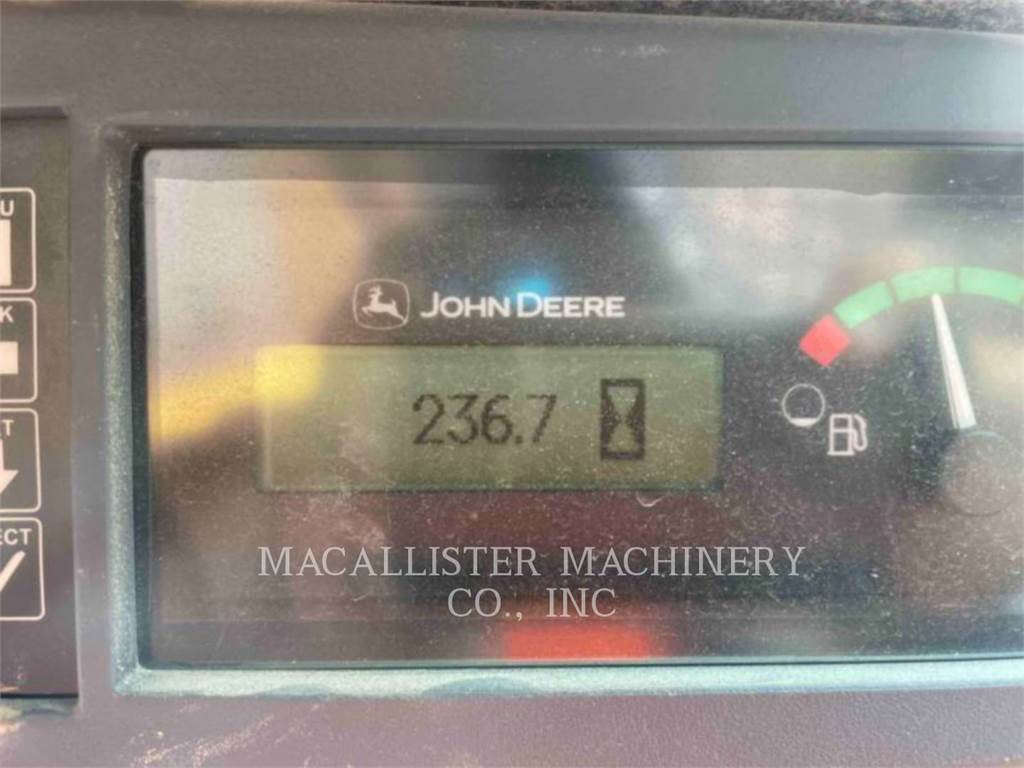 JOHN DEERE
236.7
MACALLISTER MACHINERY
CO., INC